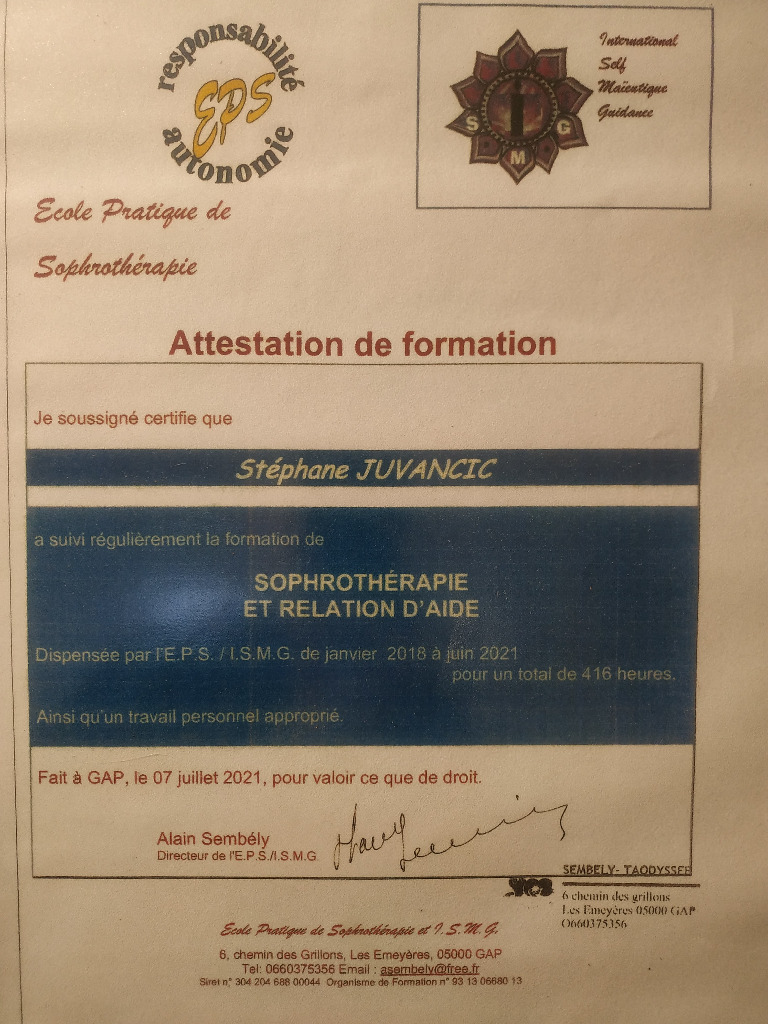 responsabilité
EPS
autonomie
International
Self
Maïeutique
Guidance
S I G
M
Ecole Pratique de
Sophrothérapie
Attestation de formation
Je soussigné certifie que
Stéphane JUVANCIC
a suivi régulièrement la formation de
SOPHROTHÉRAPIE
ET RELATION D'AIDE
Dispensée par l'E.P.S. / I.S.M.G. de janvier 2018 à juin 2021
pour un total de 416 heures.
Ainsi qu'un travail personnel approprié.
Fait à GAP, le 07 juillet 2021, pour valoir ce que de droit.
Alain Sembély
Directeur de l'E.P.S./I.S.M.G.
SEMBELY- TAODYSSEE
6 chemin des grillons
Les Emeyères 05000 GAP
O660375356
Ecole Pratique de Sophrothérapie et I.S.M.G.
6, chemin des Grillons, Les Emeyères, 05000 GAP
Tel: 0660375356 Email : asembely@free.fr
Siret n° 304 204 688 00044 Organisme de Formation n° 93 13 06680 13